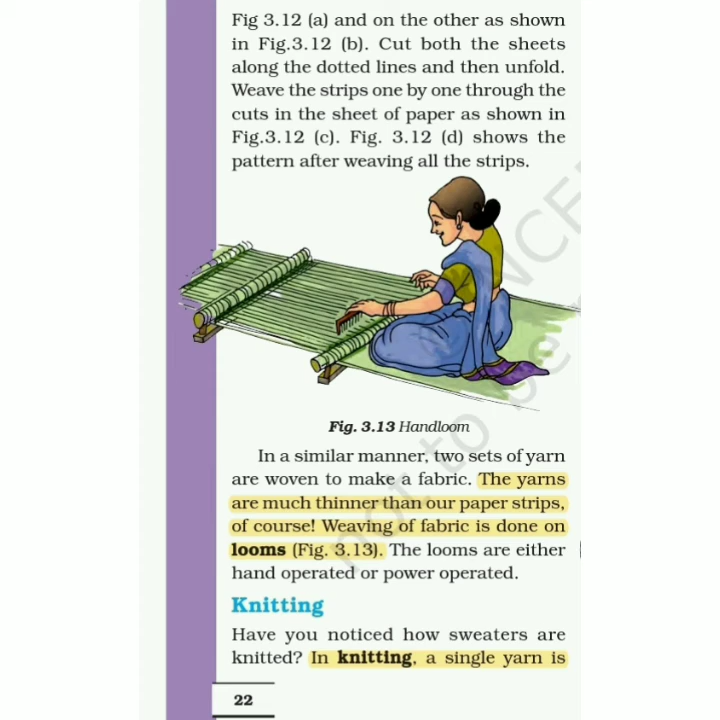 Fig 3.12 (a) and on the other as shown
in Fig.3.12 (b). Cut both the sheets
along the dotted lines and then unfold.
Weave the strips one by one through the
cuts in the sheet of paper as shown in
Fig.3.12 (c). Fig. 3.12 (d) shows the
pattern after weaving all the strips.
Fig. 3.13 Handloom
In a similar manner, two sets of yarn
are woven to make a fabric. The yarns
are much thinner than our paper strips,
of course! Weaving of fabric is done on
looms (Fig. 3.13). The looms are either
hand operated or power operated.
Knitting
Have you noticed how sweaters are
knitted? In knitting, a single yarn is
22
not to be